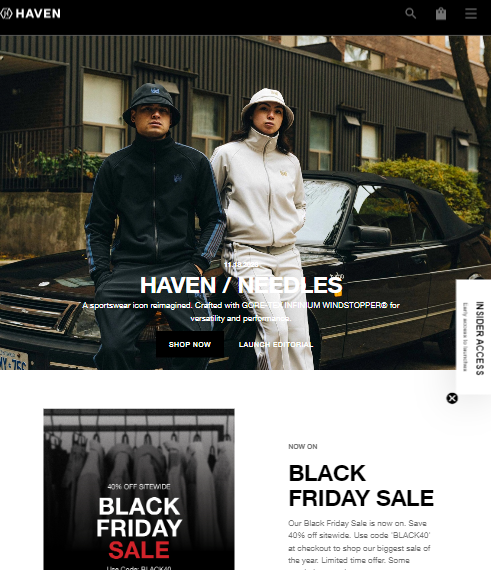 HAVEN
HAVEN / NEEDLES
A sportswear icon reimagined. Crafted with GORE-TEX INFINIUM WINDSTOPPER® for
versatility and performance.
SHOP NOW
LAUNCH EDITORIAL
INSIDER ACCESS
Early access to launches
40% OFF SITEWIDE
BLACK
FRIDAY
SALE
Use Code: BLACK40
NOW ON
BLACK
FRIDAY SALE
Our Black Friday Sale is now on. Save
40% off sitewide. Use code 'BLACK40'
at checkout to shop our biggest sale of
the year. Limited time offer. Some